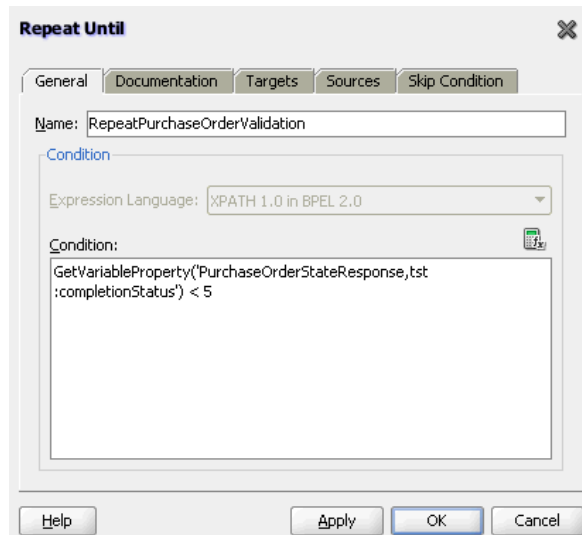 Repeat Until
General Documentation Targets Sources Skip Condition
Name: RepeatPurchaseOrderValidation
Condition
Expression Language: XPATH 1.0 in BPEL 2.0
Condition:
GetVariableProperty('PurchaseOrderStateResponse,tst
:completionStatus') < 5
Help Apply OK Cancel